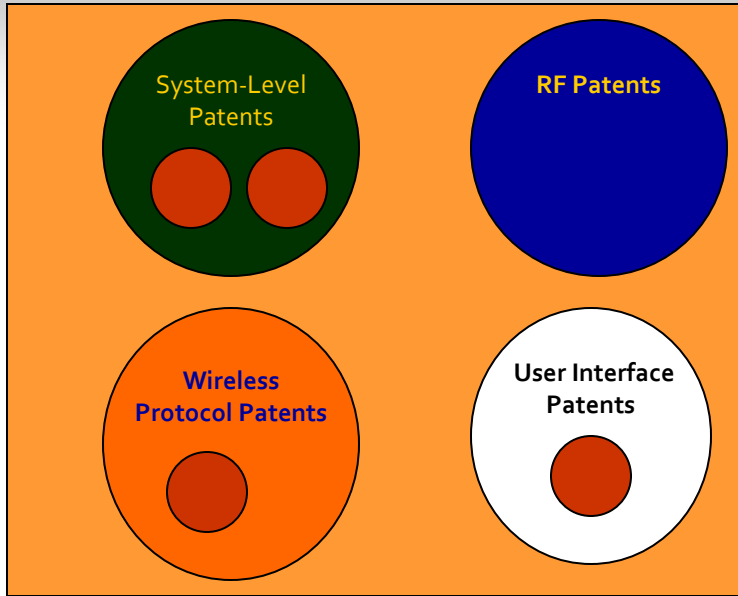 System-Level
Patents
RF Patents
Wireless
Protocol Patents
User Interface
Patents